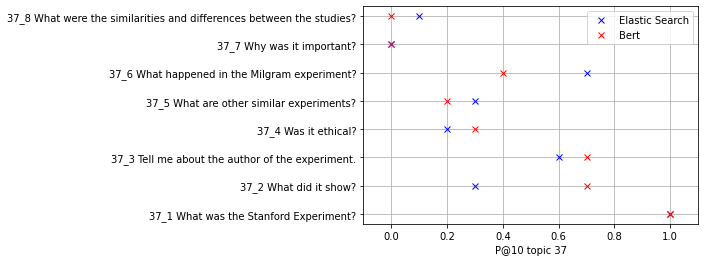 37_8 What were the similarities and differences between the studies?
37_7 Why was it important?
37_6 What happened in the Milgram experiment?
37_5 What are other similar experiments?
37_4 Was it ethical?
37_3 Tell me about the author of the experiment.
37_2 What did it show?
37_1 What was the Stanford Experiment?
Elastic Search
Bert
0.0 0.2 0.4 0.6 0.8 1.0
P@10 topic 37